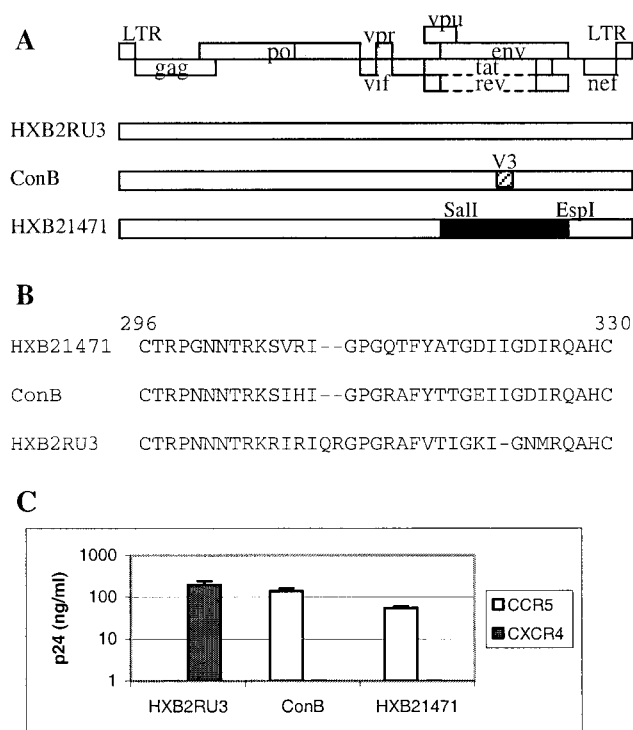 A
LTR vpr vpu LTR
po env
gag vif tat nef
rev
HXB2RU3
V3
ConB
SalI EspI
HXB21471
B
296 330
HXB21471 CTRPGNNTRKSVRI--GPGQTFYATGDIIGDIRQAHC
ConB CTRPNNNTRKSIHI--GPGRAFYTTGEIIGDIRQAHC
HXB2RU3 CTRPNNNTRKRIRIQRGPGRAFVTIGKI-GNMRQAHC
C
1000
100
10
1
p24 (ng/ml)
CCR5
CXCR4
HXB2RU3 ConB HXB21471